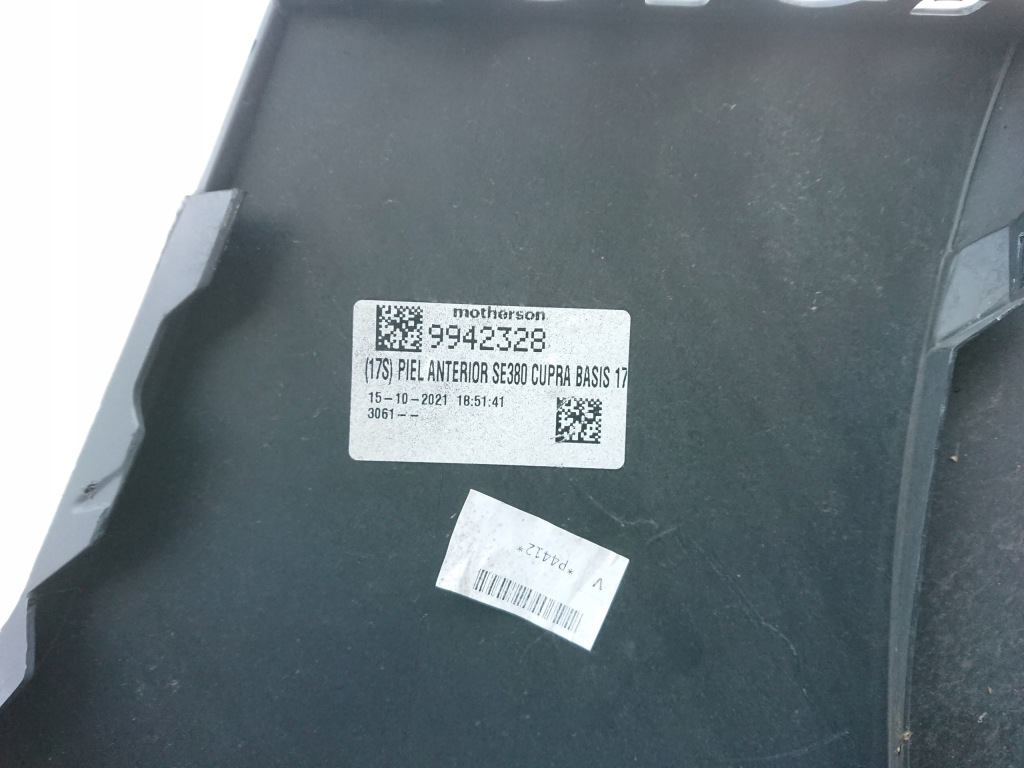 motherson
9942328
(17S) PIEL ANTERIOR SE380 CUPRA BASIS 17
15-10-2021 18:51:41
3061--
V
*P4412*